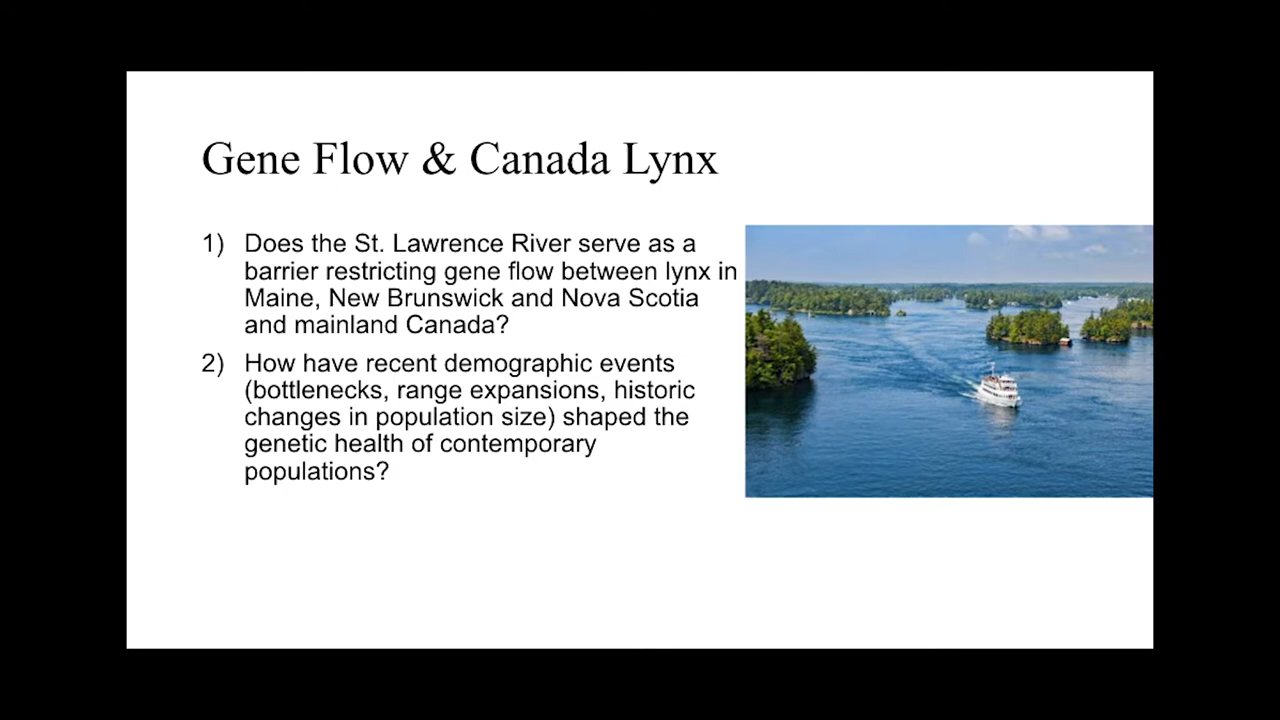 Gene Flow & Canada Lynx
1) Does the St. Lawrence River serve as a
barrier restricting gene flow between lynx in
Maine, New Brunswick and Nova Scotia
and mainland Canada?
2) How have recent demographic events
(bottlenecks, range expansions, historic
changes in population size) shaped the
genetic health of contemporary
populations?